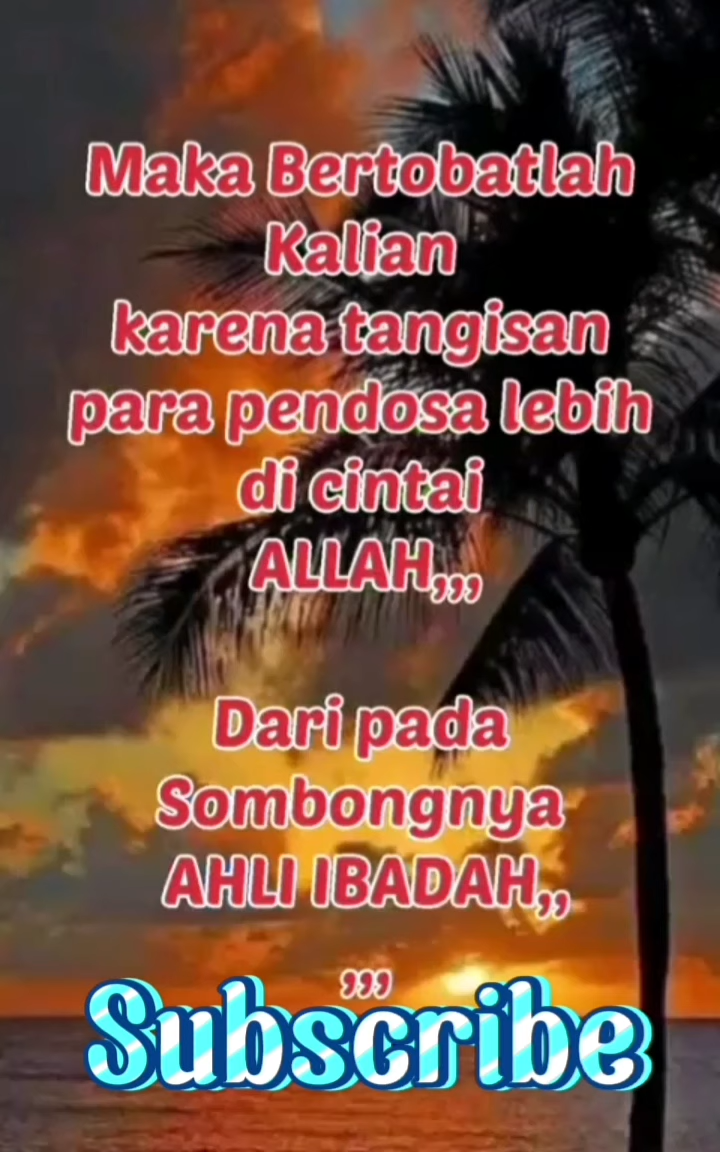 Maka Bertobatlah
Kalian
karena tangisan
para pendosa lebih
di cintai
ALLAH,,,
Dari pada
Sombongnya
AHLI IBADAH,,
,,,
Subscribe